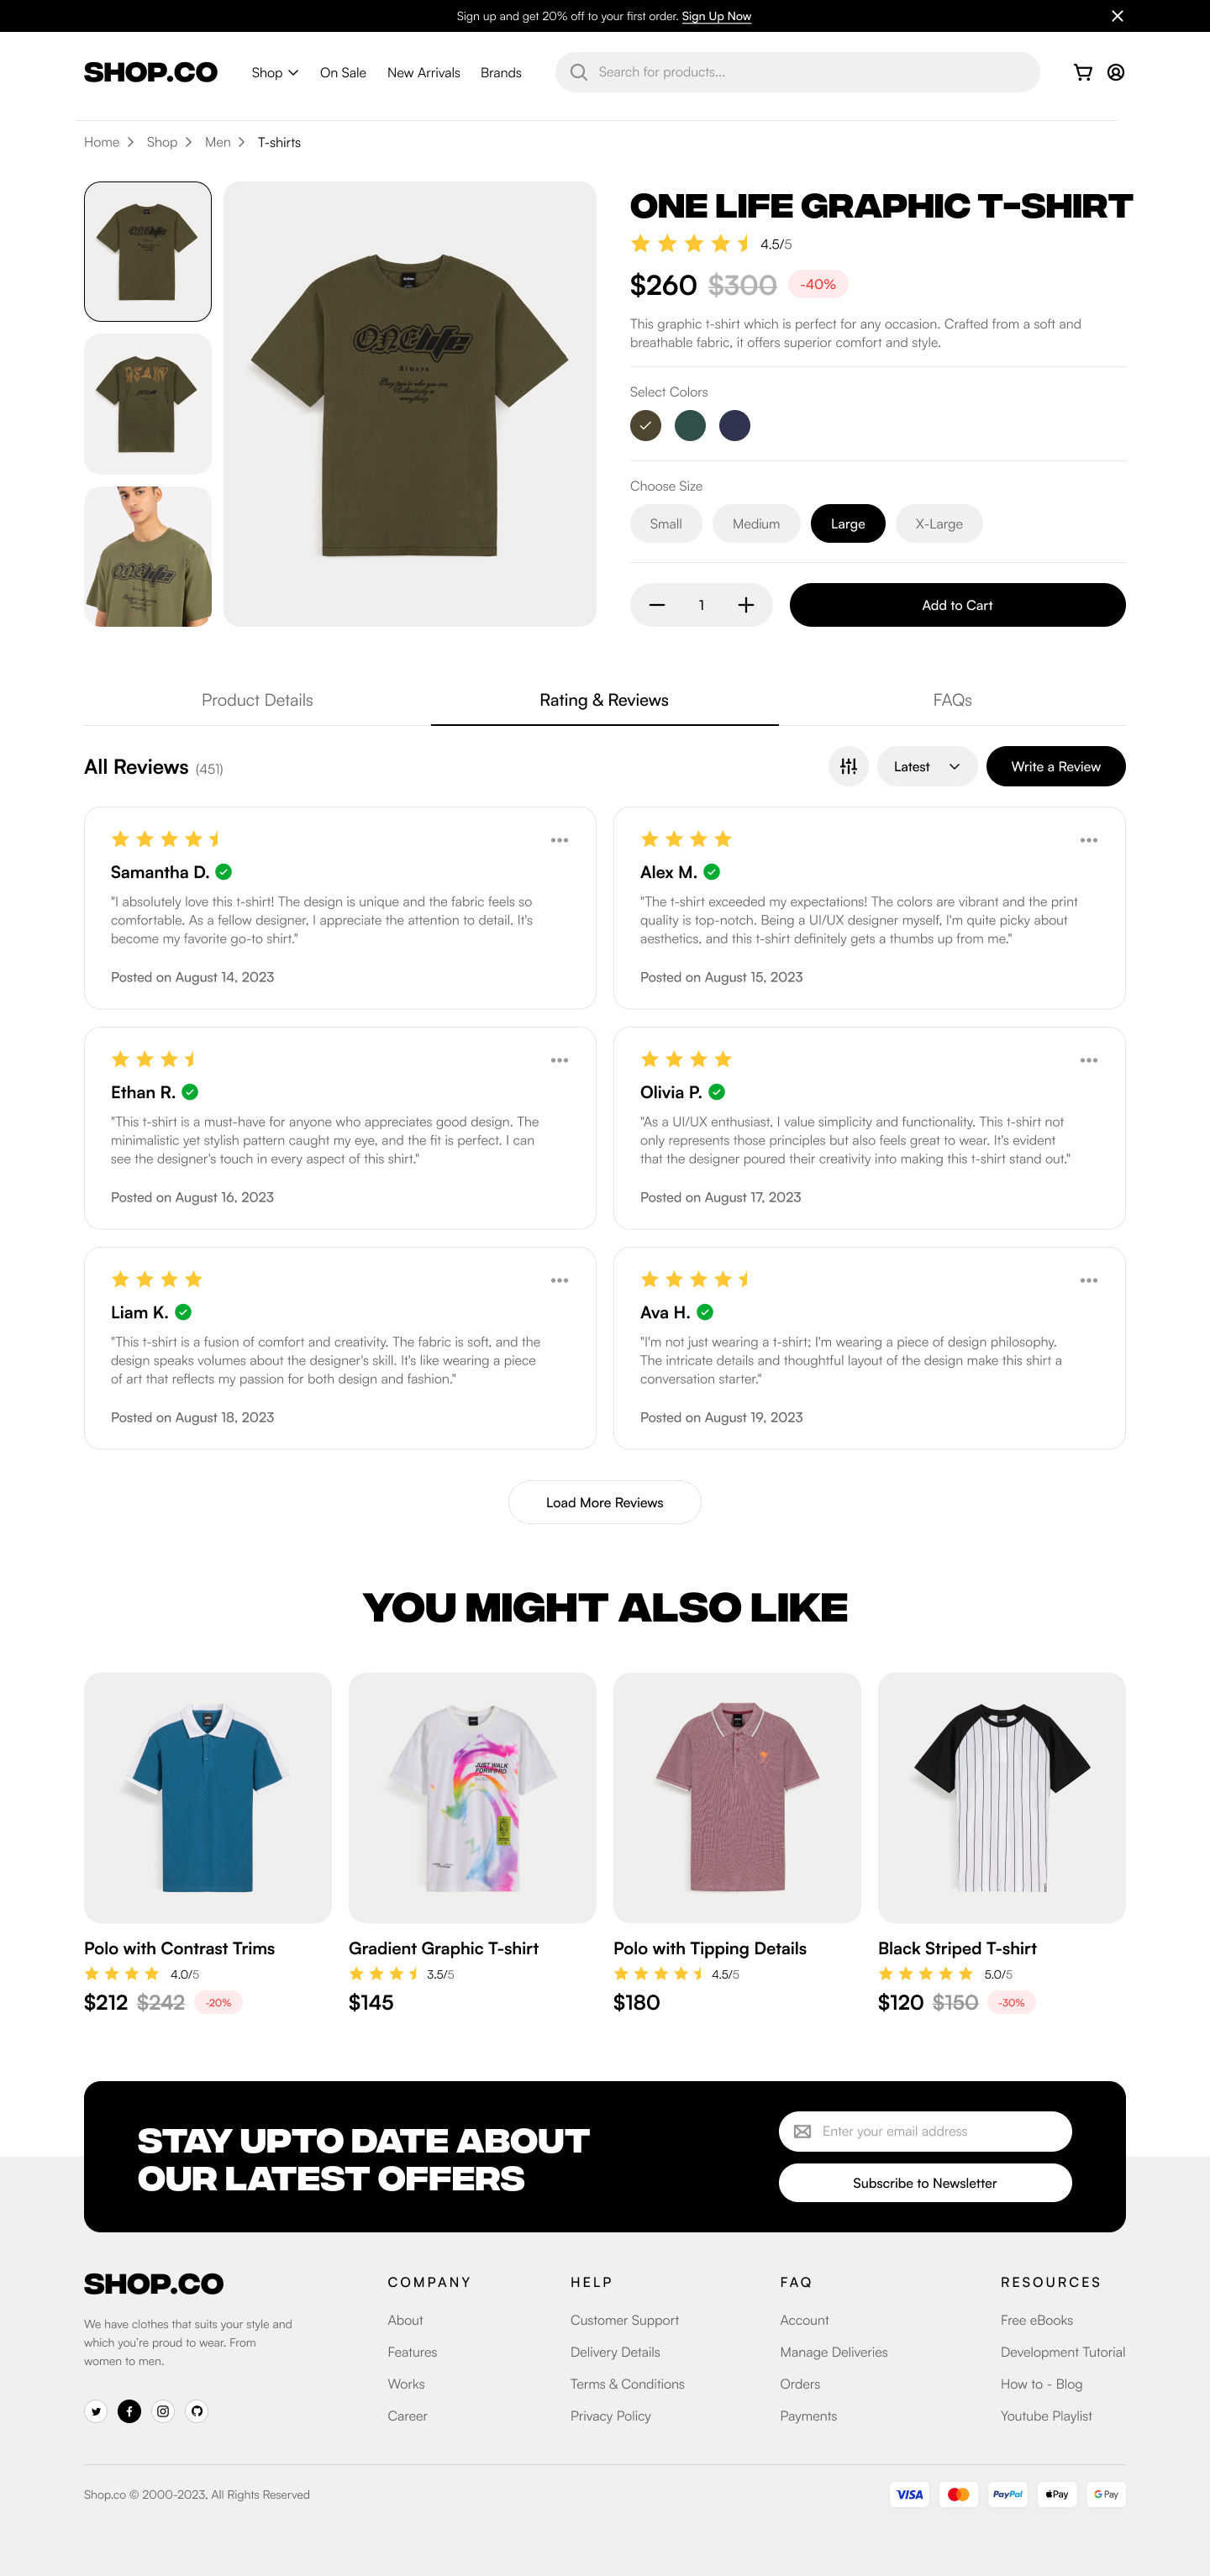 Sign up and get 20% off to your first order. Sign Up Now
SHOP.CO
Shop
On Sale
New Arrivals
Brands
Search for products...
Home
Shop
Men
T-shirts
ONE LIFE GRAPHIC T-SHIRT
4.5/5
$260 $300 -40%
This graphic t-shirt which is perfect for any occasion. Crafted from a soft and
breathable fabric, it offers superior comfort and style.
ONE life
Always
Select Colors
Choose Size
Small
Medium
Large
X-Large
1
Add to Cart
Product Details
Rating & Reviews
FAQs
All Reviews (451)
Latest
Write a Review
Samantha D.
"I absolutely love this t-shirt! The design is unique and the fabric feels so
comfortable. As a fellow designer, I appreciate the attention to detail. It's
become my favorite go-to shirt."
Posted on August 14, 2023
Alex M.
"The t-shirt exceeded my expectations! The colors are vibrant and the print
quality is top-notch. Being a UI/UX designer myself, I'm quite picky about
aesthetics, and this t-shirt definitely gets a thumbs up from me."
Posted on August 15, 2023
Ethan R.
"This t-shirt is a must-have for anyone who appreciates good design. The
minimalistic yet stylish pattern caught my eye, and the fit is perfect. I can
see the designer's touch in every aspect of this shirt."
Posted on August 16, 2023
Olivia P.
"As a UI/UX enthusiast, I value simplicity and functionality. This t-shirt not
only represents those principles but also feels great to wear. It's evident
that the designer poured their creativity into making this t-shirt stand out."
Posted on August 17, 2023
Liam K.
"This t-shirt is a fusion of comfort and creativity. The fabric is soft, and the
design speaks volumes about the designer's skill. It's like wearing a piece
of art that reflects my passion for both design and fashion."
Posted on August 18, 2023
Ava H.
"I'm not just wearing a t-shirt; I'm wearing a piece of design philosophy.
The intricate details and thoughtful layout of the design make this shirt a
conversation starter."
Posted on August 19, 2023
Load More Reviews
YOU MIGHT ALSO LIKE
JUST WALK
Polo with Contrast Trims
4.0/5
$212 $242 -20%
Gradient Graphic T-shirt
3.5/5
$145
Polo with Tipping Details
4.5/5
$180
Black Striped T-shirt
5.0/5
$120 $150 -30%
STAY UPTO DATE ABOUT
OUR LATEST OFFERS
Enter your email address
Subscribe to Newsletter
SHOP.CO
We have clothes that suits your style and
which you're proud to wear. From
women to men.
COMPANY
About
Features
Works
Career
HELP
Customer Support
Delivery Details
Terms & Conditions
Privacy Policy
FAQ
Account
Manage Deliveries
Orders
Payments
RESOURCES
Free eBooks
Development Tutorial
How to - Blog
Youtube Playlist
Shop.co © 2000-2023, All Rights Reserved
VISA
PayPal
Pay
G Pay